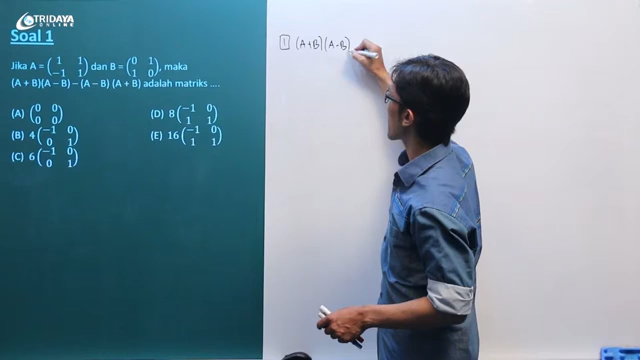 TRIDAYA
ONLINE
Soal 1
Jika A = ( 1 1 ; -1 1 ) dan B = ( 0 1 ; 1 0 ), maka
(A + B)(A − B) − (A − B) (A + B) adalah matriks ....
(A) ( 0 0 ; 0 0 )
(B) 4 ( −1 0 ; 0 1 )
(C) 6 ( −1 0 ; 0 1 )
(D) 8 ( −1 0 ; 1 1 )
(E) 16 ( −1 0 ; 1 1 )
1 (A+B)(A-B)